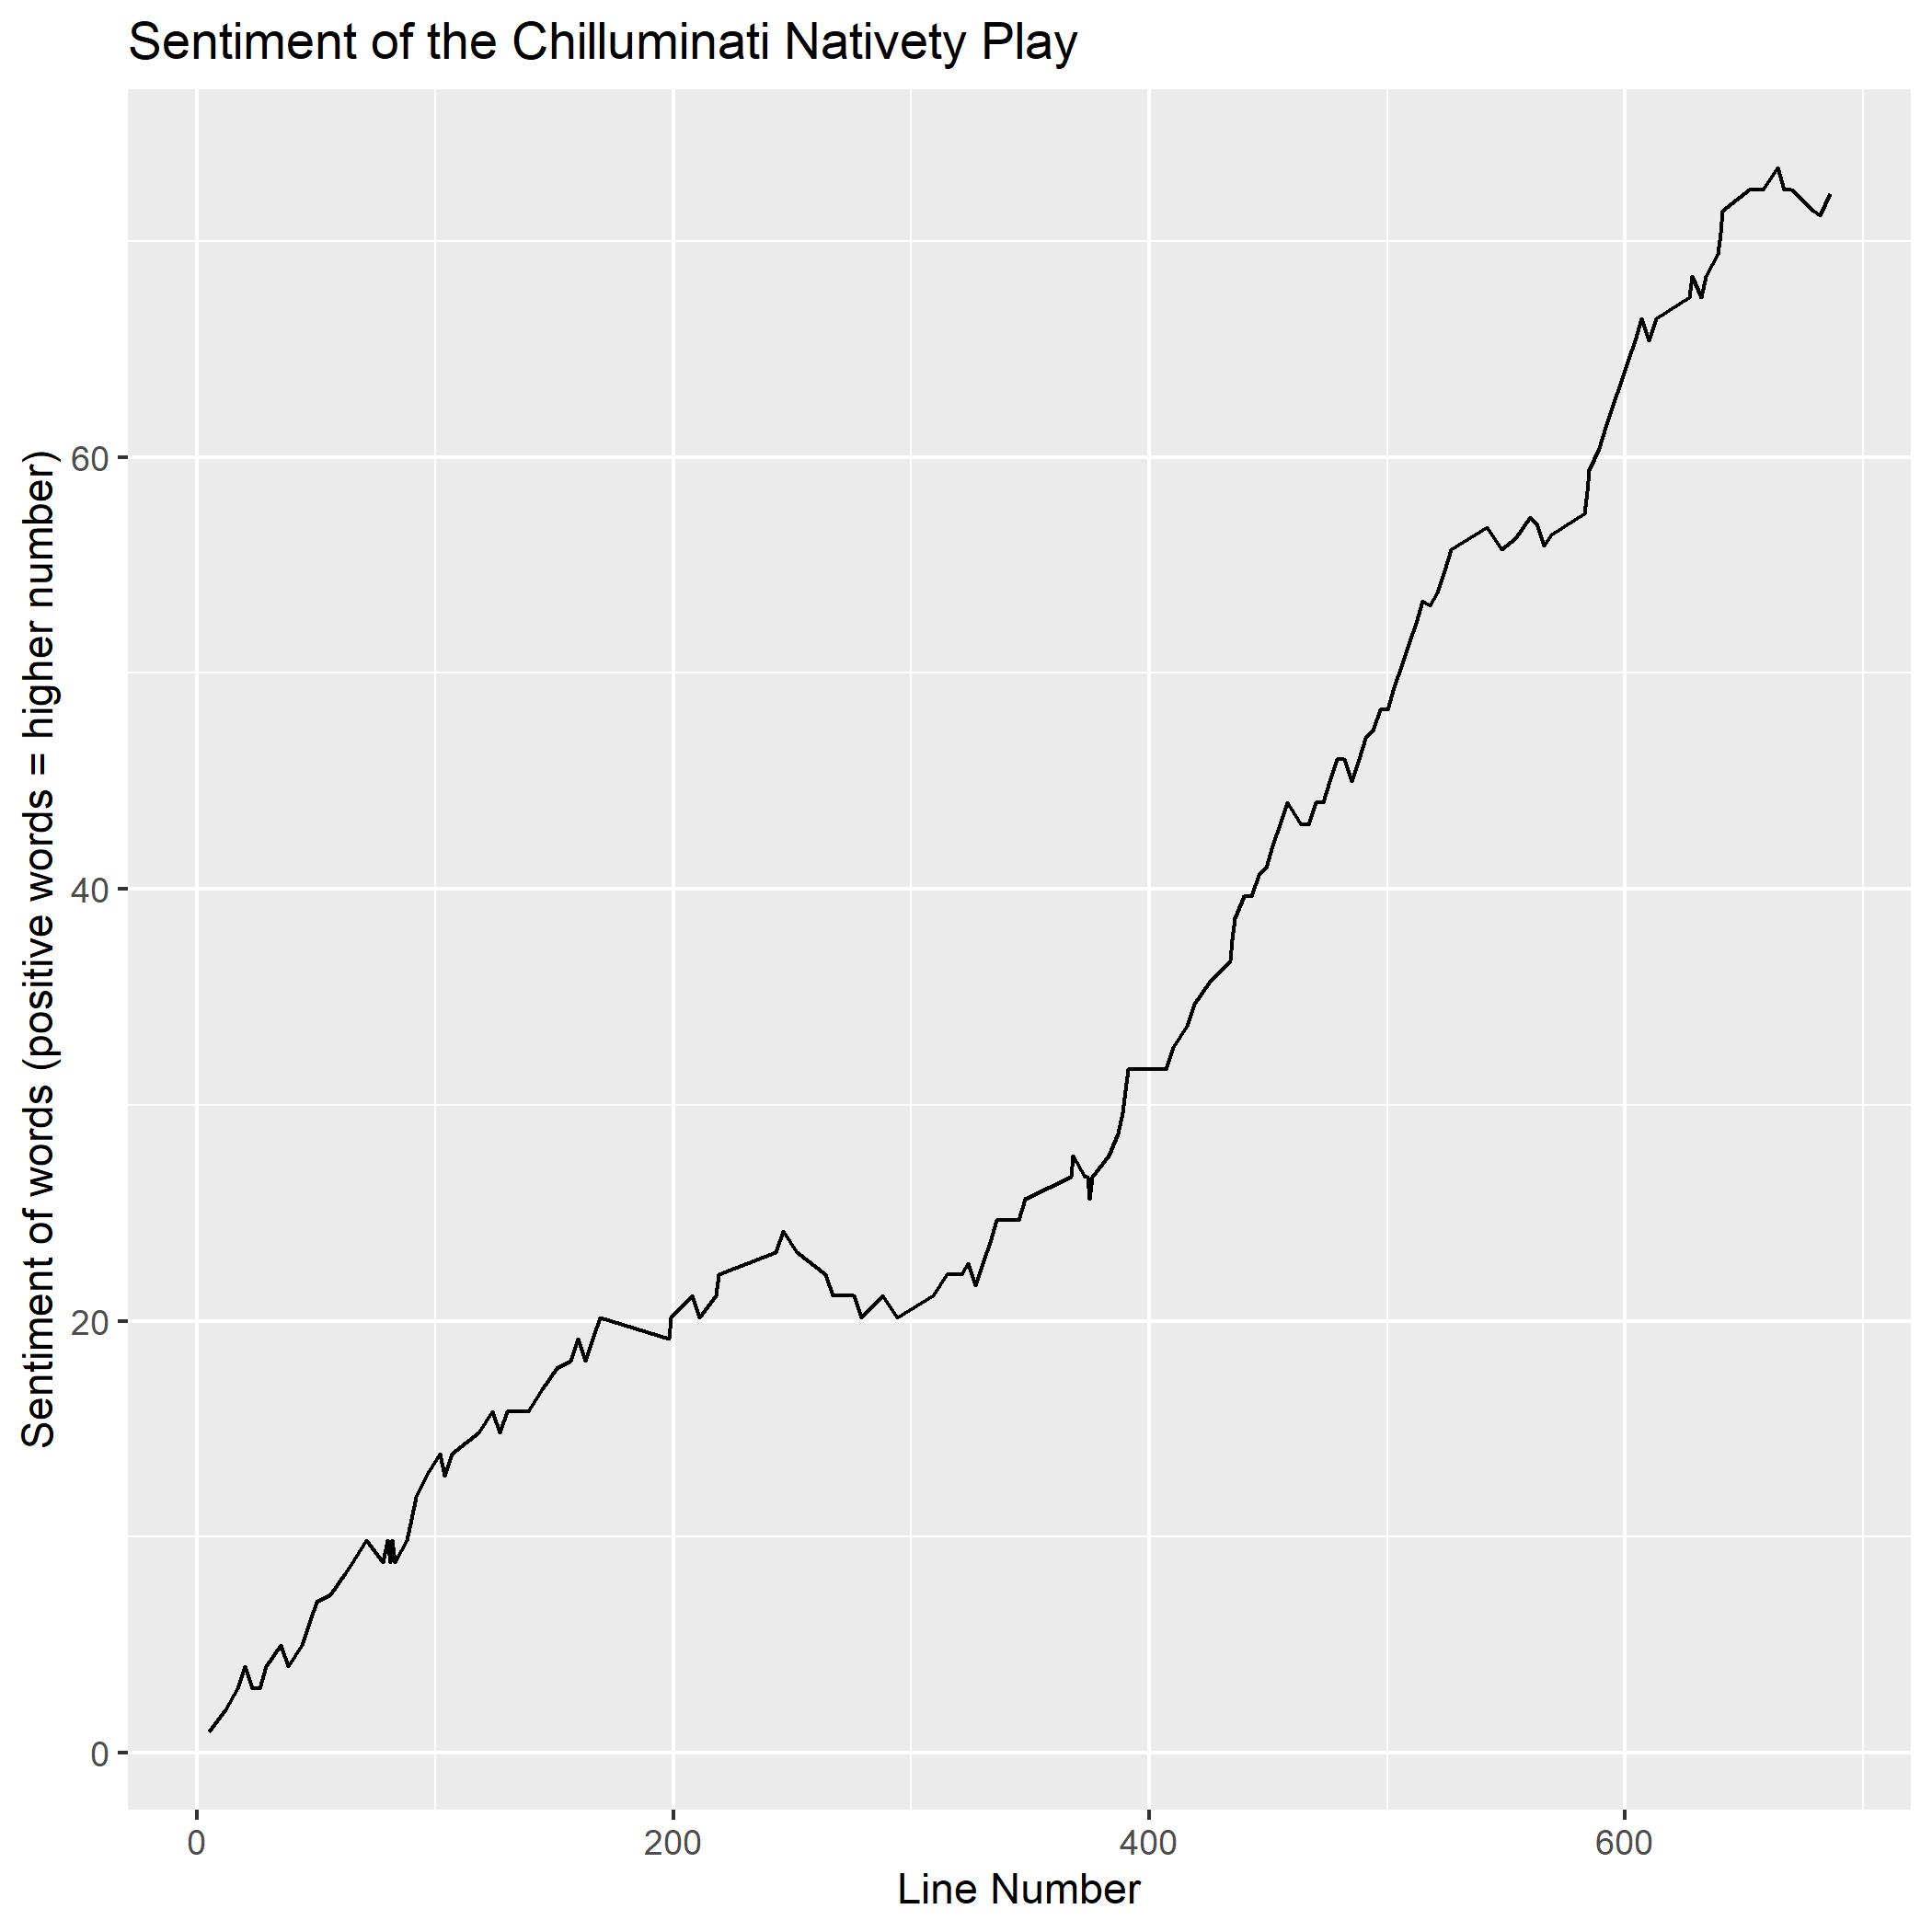 Sentiment of the Chilluminati Nativety Play
Sentiment of words (positive words = higher number)
60
40
20
0
0
200
400
600
Line Number